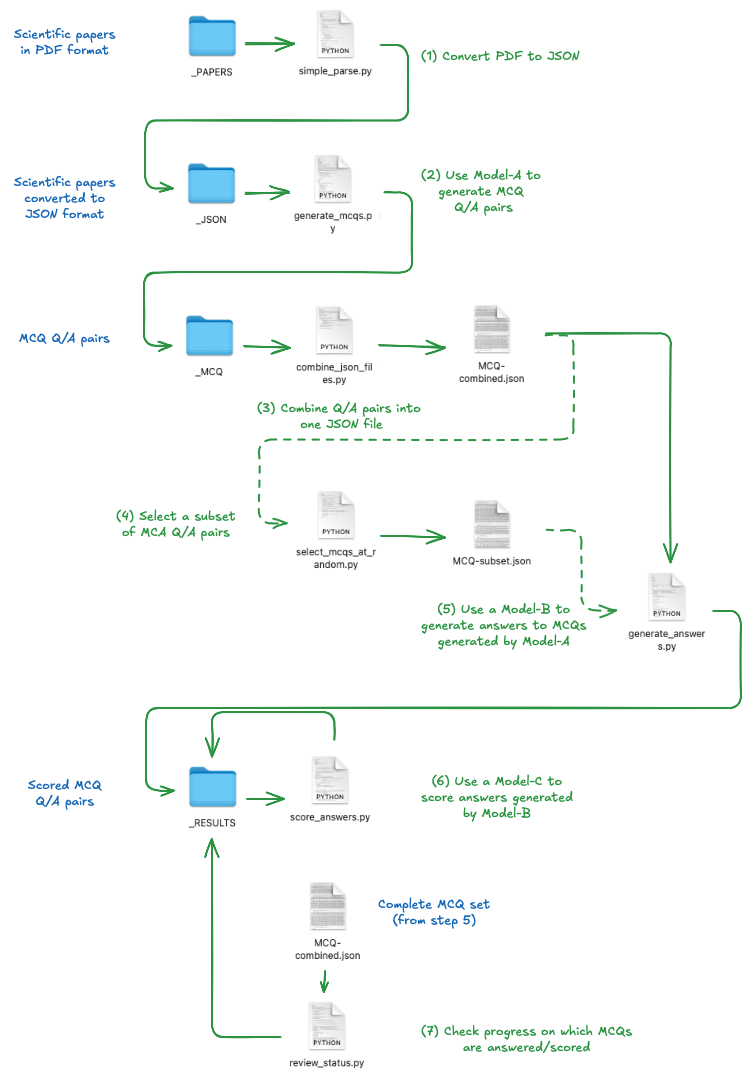 Scientific papers
in PDF format
_PAPERS
PYTHON
simple_parse.py
(1) Convert PDF to JSON
Scientific papers
converted to
JSON format
_JSON
PYTHON
generate_mcqs.p
y
(2) Use Model-A to
generate MCQ
Q/A pairs
MCQ Q/A pairs
_MCQ
PYTHON
combine_json_fil
es.py
MCQ-
combined.json
(3) Combine Q/A pairs into
one JSON file
(4) Select a subset
of MCA Q/A pairs
PYTHON
select_mcqs_at_r
andom.py
MCQ-subset.json
(5) Use a Model-B to
generate answers to MCQs
generated by Model-A
PYTHON
generate_answer
s.py
Scored MCQ
Q/A pairs
_RESULTS
PYTHON
score_answers.py
(6) Use a Model-C to
score answers generated
by Model-B
MCQ-
combined.json
Complete MCQ set
(from step 5)
PYTHON
review_status.py
(7) Check progress on which MCQs
are answered/scored